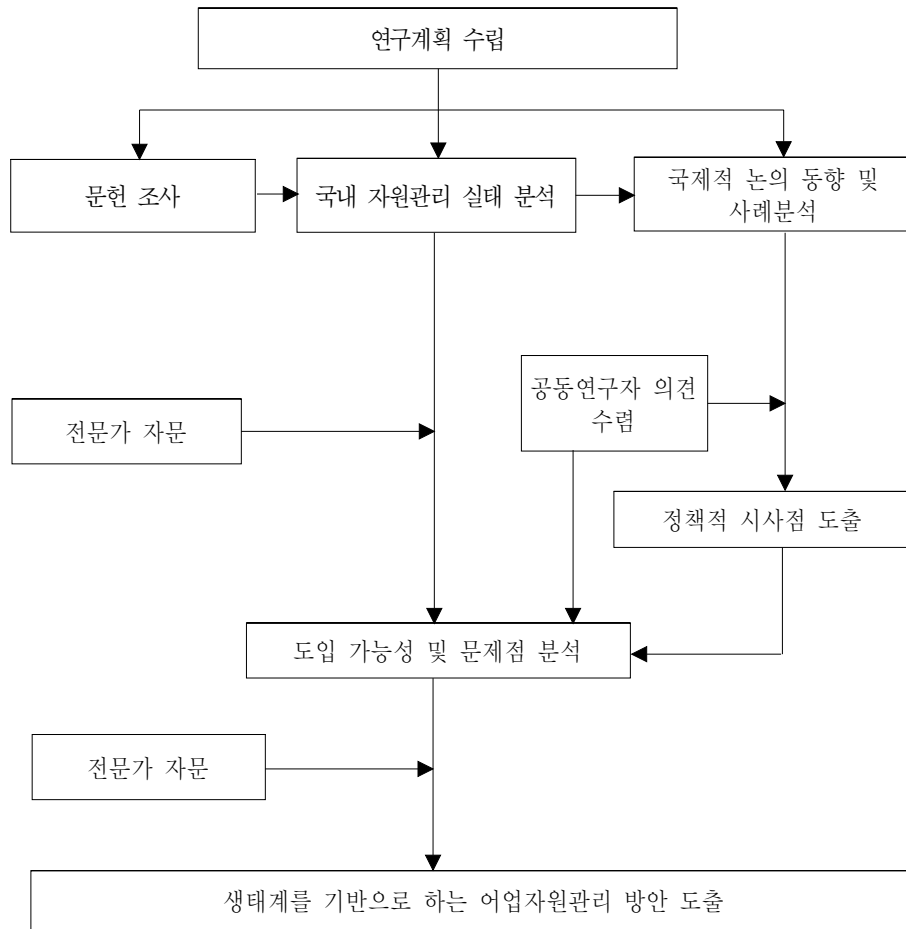 연구계획 수립
문헌 조사
국내 자원관리 실태 분석
국제적 논의 동향 및
사례분석
공동연구자 의견
수렴
전문가 자문
정책적 시사점 도출
도입 가능성 및 문제점 분석
전문가 자문
생태계를 기반으로 하는 어업자원관리 방안 도출